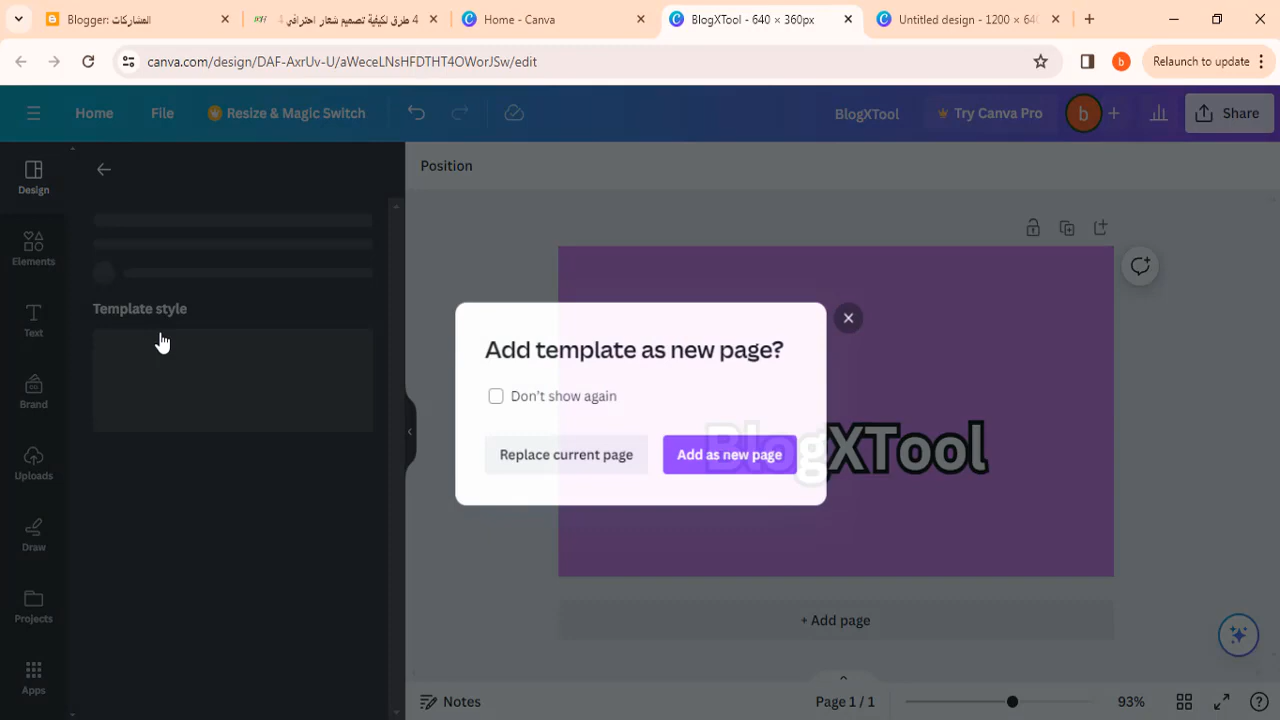 Blogger: المشاركات
4 طرق لكيفية تصميم شعار احترافي 4
Home - Canva
BlogXTool - 640 × 360px
Untitled design - 1200 × 64
canva.com/design/DAF-AxrUv-U/aWeceLNsHFDTHT4OWorJSw/edit
b
Relaunch to update
Home
File
Resize & Magic Switch
BlogXTool
Try Canva Pro
b
Share
Design
Elements
Text
Brand
Uploads
Draw
Projects
Apps
Template style
Position
Add template as new page?
Don't show again
Replace current page
Add as new page
BlogXTool
+ Add page
Notes
Page 1 / 1
93%